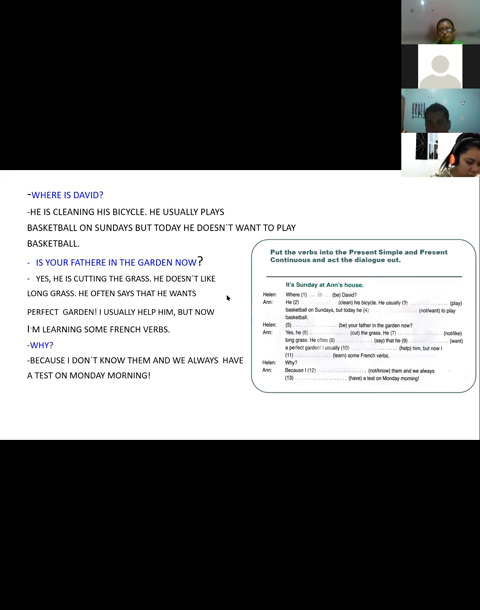 -WHERE IS DAVID?
-HE IS CLEANING HIS BICYCLE. HE USUALLY PLAYS
BASKETBALL ON SUNDAYS BUT TODAY HE DOESN`T WANT TO PLAY
BASKETBALL.
- IS YOUR FATHERE IN THE GARDEN NOW?
- YES, HE IS CUTTING THE GRASS. HE DOESN`T LIKE
LONG GRASS. HE OFTEN SAYS THAT HE WANTS
PERFECT GARDEN! I USUALLY HELP HIM, BUT NOW
I`M LEARNING SOME FRENCH VERBS.
-WHY?
-BECAUSE I DON`T KNOW THEM AND WE ALWAYS HAVE
A TEST ON MONDAY MORNING!
Put the verbs into the Present Simple and Present
Continuous and act the dialogue out.
It's Sunday at Ann's house.
Helen: Where (1) .... is .... (be) David?
Ann: He (2) .................. (clean) his bicycle. He usually (3) .................. (play)
basketball on Sundays, but today he (4) .................. (not/want) to play
basketball.
Helen: (5) .................. (be) your father in the garden now?
Ann: Yes, he (6) .................. (cut) the grass. He (7) .................. (not/like)
long grass. He often (8) .................. (say) that he (9) .................. (want)
a perfect garden! I usually (10) .................. (help) him, but now I
(11) .................. (learn) some French verbs.
Helen: Why?
Ann: Because I (12) .................. (not/know) them and we always
(13) .................. (have) a test on Monday morning!